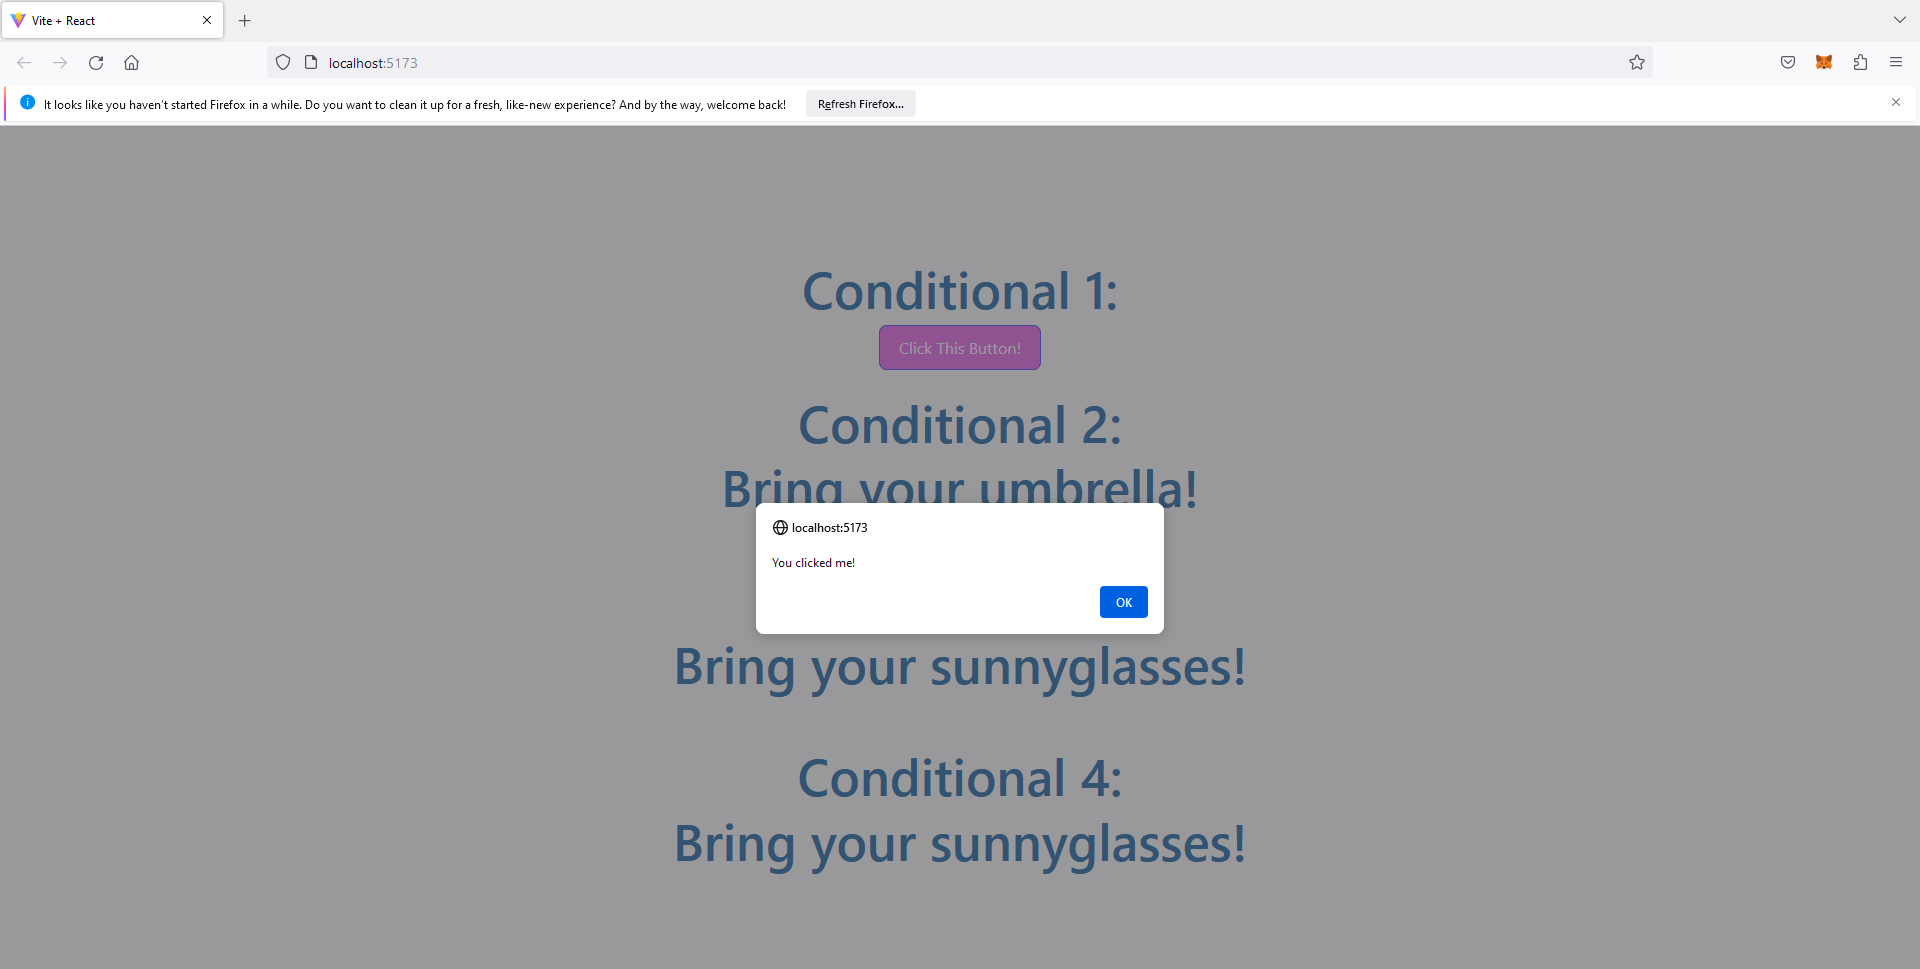 Vite + React
localhost:5173
It looks like you haven't started Firefox in a while. Do you want to clean it up for a fresh, like-new experience? And by the way, welcome back!
Refresh Firefox...
Conditional 1:
Click This Button!
Conditional 2:
Bring your umbrella!
localhost:5173
You clicked me!
OK
Bring your sunnyglasses!
Conditional 4:
Bring your sunnyglasses!